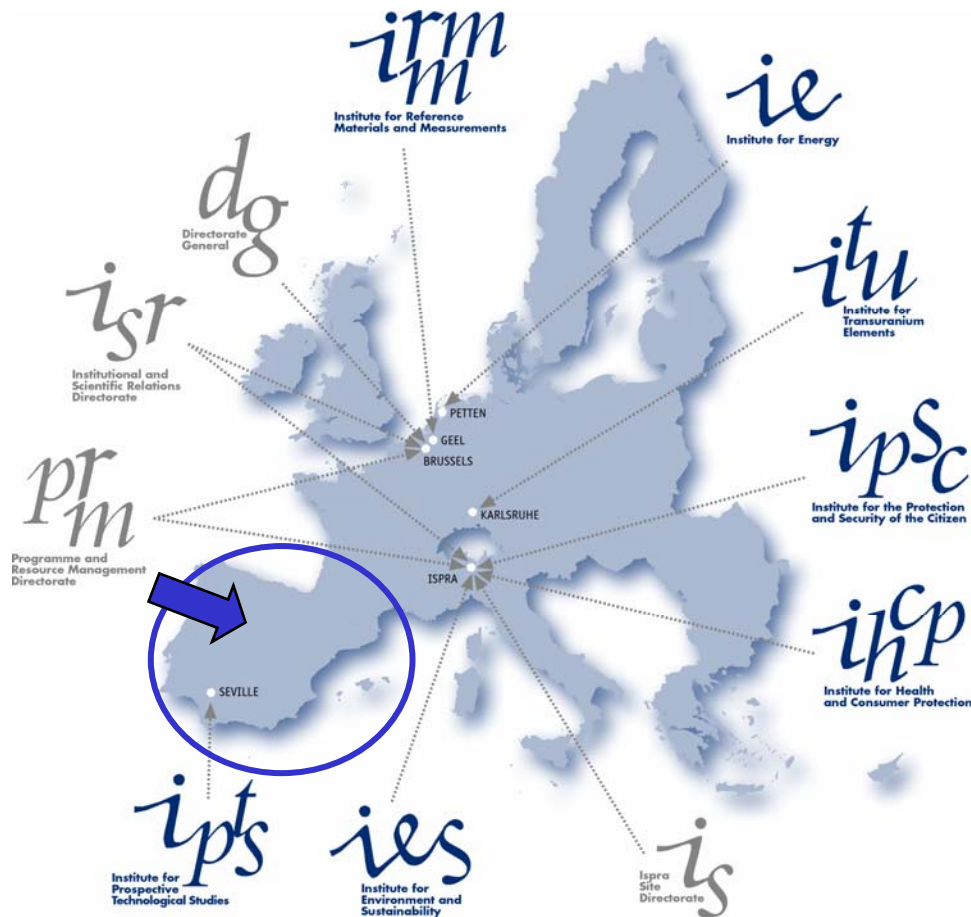 irmm
Institute for Reference
Materials and Measurements
ie
Institute for Energy
dg
Directorate
General
itu
Institute for
Transuranium
Elements
isr
Institutional and
Scientific Relations
Directorate
PETTEN
GEEL
BRUSSELS
ipsc
Institute for the Protection
and Security of the Citizen
prm
Programme and
Resource Management
Directorate
KARLSRUHE
ISPRA
ihcp
Institute for Health
and Consumer Protection
SEVILLE
ipts
Institute for
Prospective
Technological Studies
ies
Institute for
Environment and
Sustainability
is
Ispra
Site
Directorate